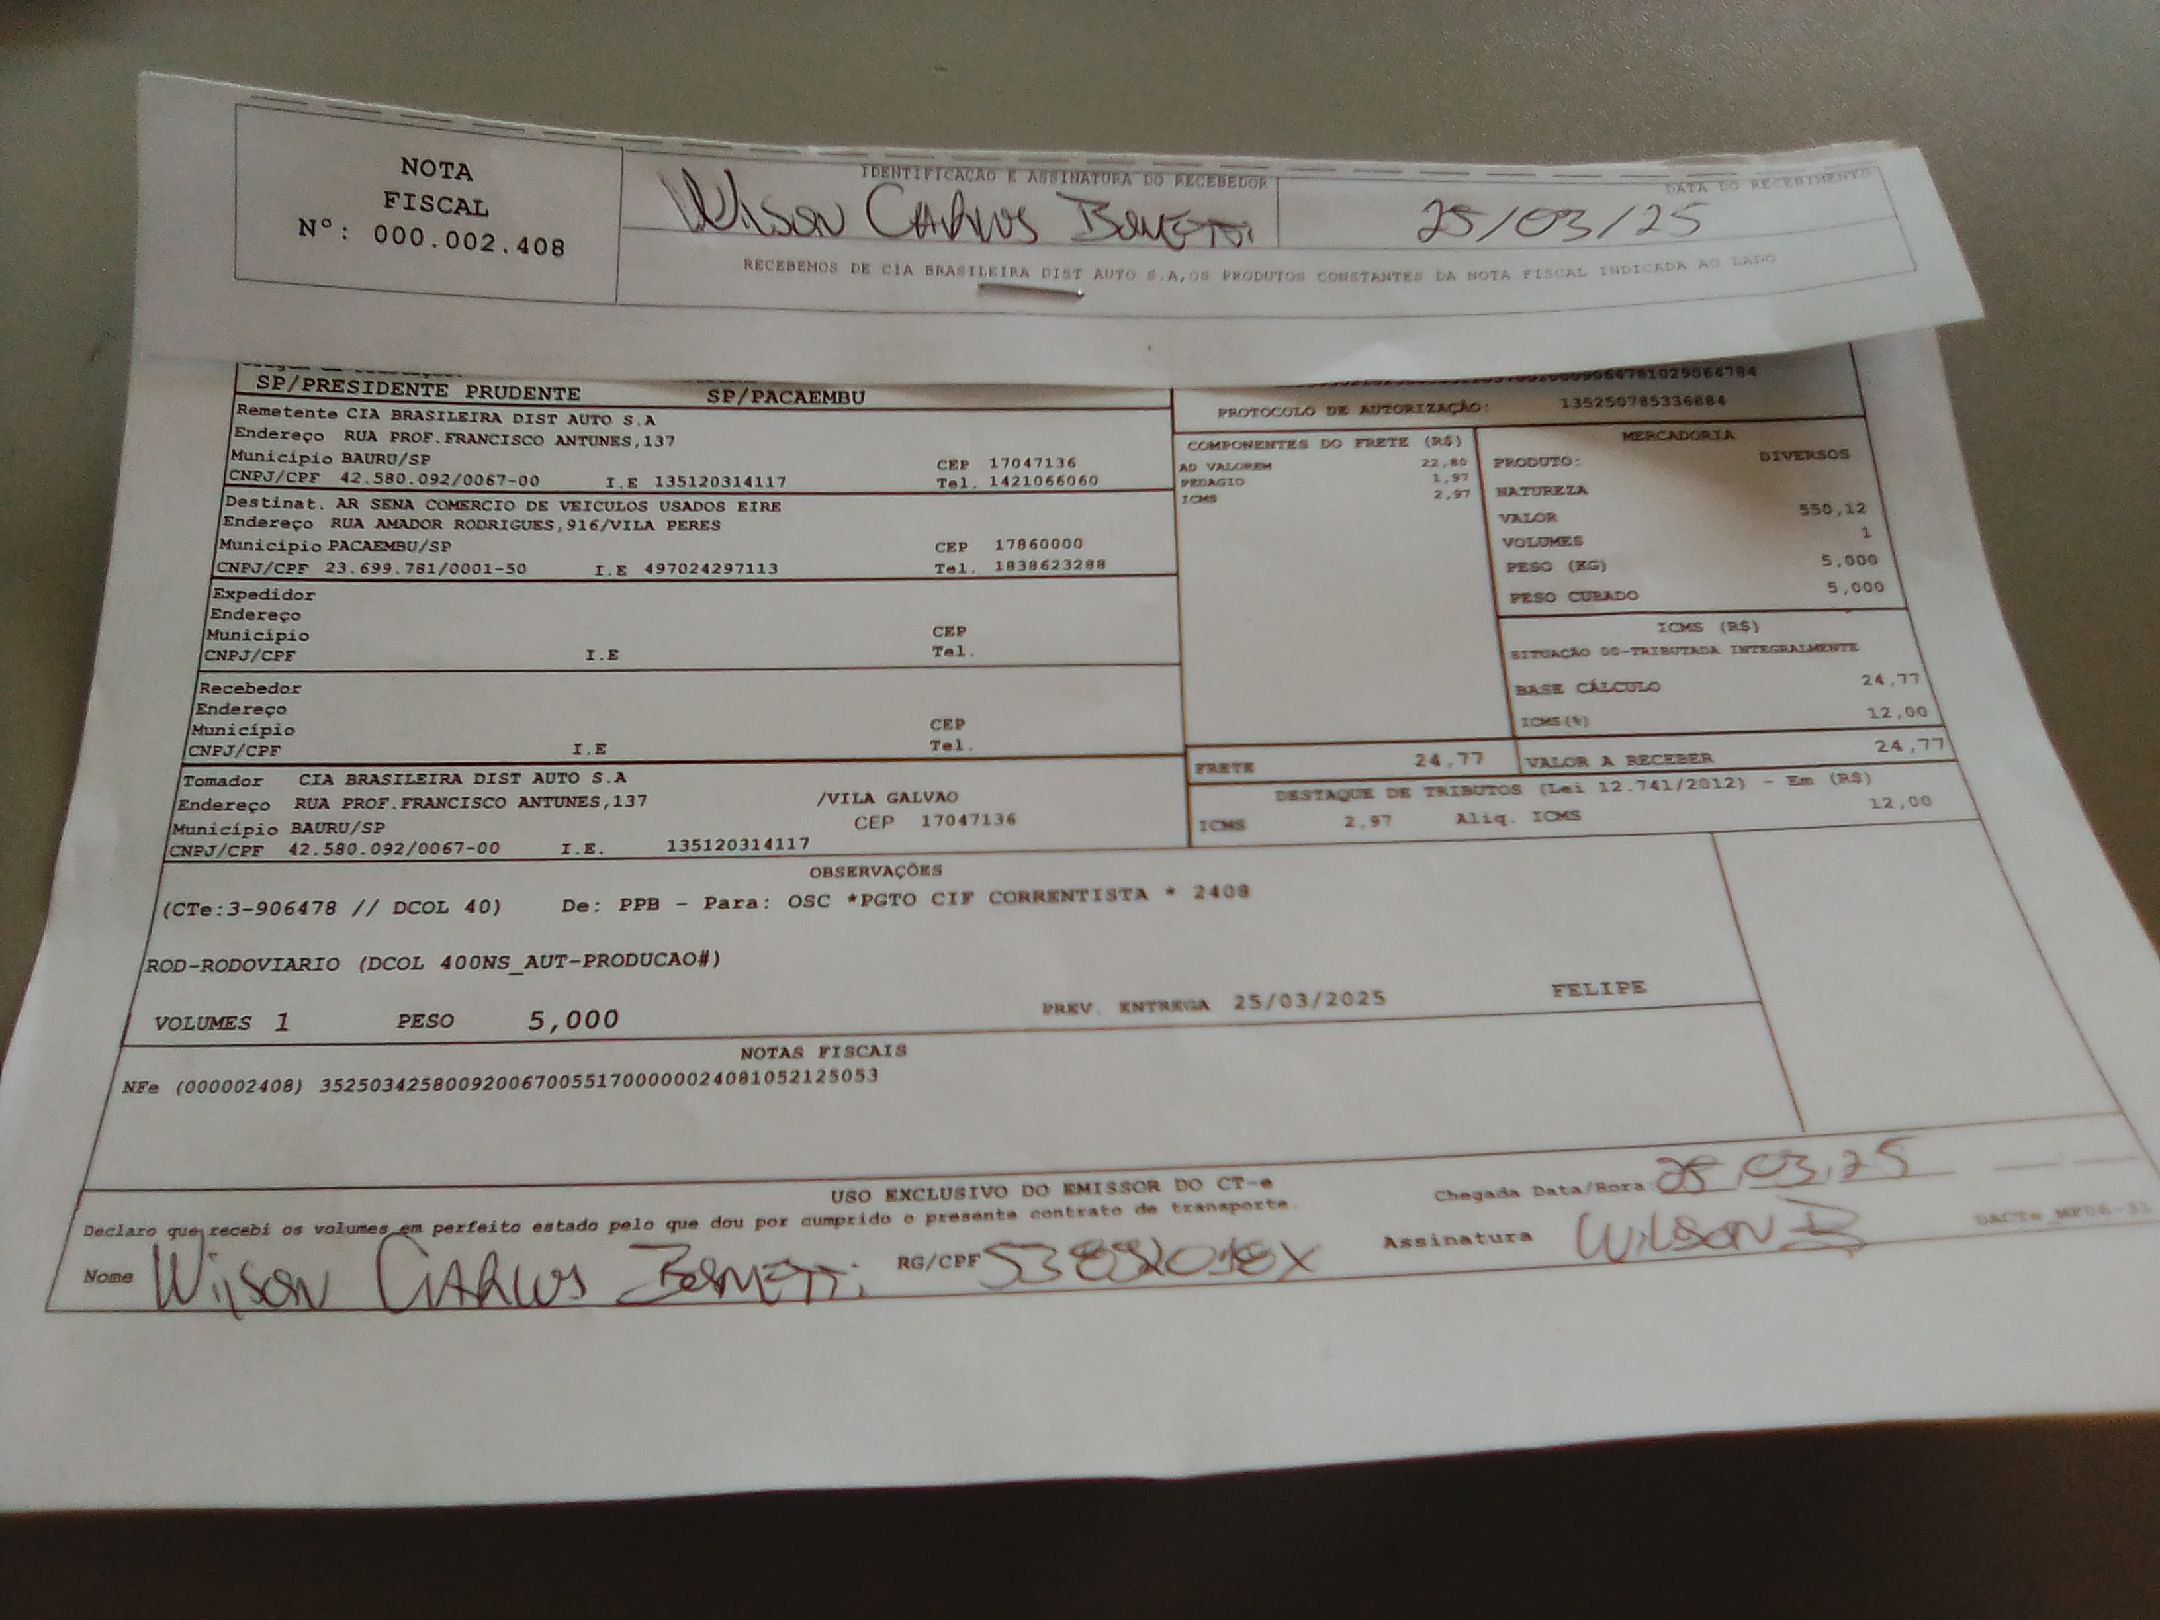 NOTA
FISCAL
Nº: 000.002.408
IDENTIFICAÇÃO E ASSINATURA DO RECEBEDOR
Wilson Carlos Bonetti
DATA DO RECEBIMENTO
25/03/25
RECEBEMOS DE CIA BRASILEIRA DIST AUTO S.A,OS PRODUTOS CONSTANTES DA NOTA FISCAL INDICADA AO LADO
SP/PRESIDENTE PRUDENTE SP/PACAEMBU
PROTOCOLO DE AUTORIZAÇÃO: 135250785336884
Remetente CIA BRASILEIRA DIST AUTO S.A
Endereço RUA PROF.FRANCISCO ANTUNES,137
Município BAURU/SP CEP 17047136
CNPJ/CPF 42.580.092/0067-00 I.E 135120314117 Tel. 1421066060
Destinat. AR SENA COMERCIO DE VEICULOS USADOS EIRE
Endereço RUA AMADOR RODRIGUES,916/VILA PERES
Município PACAEMBU/SP CEP 17860000
CNPJ/CPF 23.699.781/0001-50 I.E 497024297113 Tel. 1838623288
Expedidor
Endereço
Município CEP
CNPJ/CPF I.E Tel.
Recebedor
Endereço
Município CEP
CNPJ/CPF I.E Tel.
Tomador CIA BRASILEIRA DIST AUTO S.A
Endereço RUA PROF.FRANCISCO ANTUNES,137 /VILA GALVAO
Município BAURU/SP CEP 17047136
CNPJ/CPF 42.580.092/0067-00 I.E. 135120314117
COMPONENTES DO FRETE (R$)
AD VALOREM 22,80
PEDAGIO 1,97
ICMS 2,97
MERCADORIA
PRODUTO: DIVERSOS
NATUREZA
VALOR 550,12
VOLUMES 1
PESO (KG) 5,000
PESO CUBADO 5,000
ICMS (R$)
SITUAÇÃO 00-TRIBUTADA INTEGRALMENTE
BASE CÁLCULO 24,77
ICMS(%) 12,00
FRETE 24,77 VALOR A RECEBER 24,77
DESTAQUE DE TRIBUTOS (Lei 12.741/2012) - Em (R$)
ICMS 2,97 Aliq. ICMS 12,00
OBSERVAÇÕES
(CTe:3-906478 // DCOL 40) De: PPB - Para: OSC *PGTO CIF CORRENTISTA * 2408
ROD-RODOVIARIO (DCOL 400NS_AUT-PRODUCAO#)
VOLUMES 1 PESO 5,000 PREV. ENTREGA 25/03/2025 FELIPE
NOTAS FISCAIS
NFe (000002408) 35250342580092006700551700000024081052125053
USO EXCLUSIVO DO EMISSOR DO CT-e
Declaro que recebi os volumes em perfeito estado pelo que dou por cumprido o presente contrato de transporte.
Chegada Data/Hora 25,03,25
Nome Wilson Carlos Bonetti RG/CPF Assinatura Wilson B